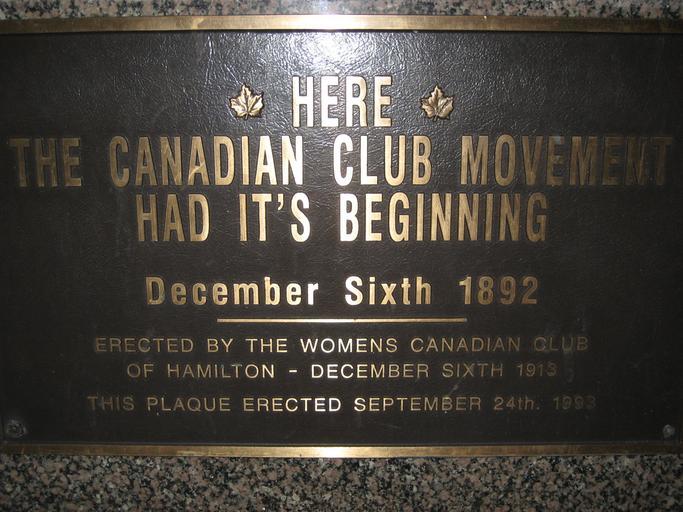 HERE
THE CANADIAN CLUB MOVEMENT
HAD IT'S BEGINNING
December Sixth 1892
ERECTED BY THE WOMENS CANADIAN CLUB
OF HAMILTON - DECEMBER SIXTH 1913
THIS PLAQUE ERECTED SEPTEMBER 24th. 1993